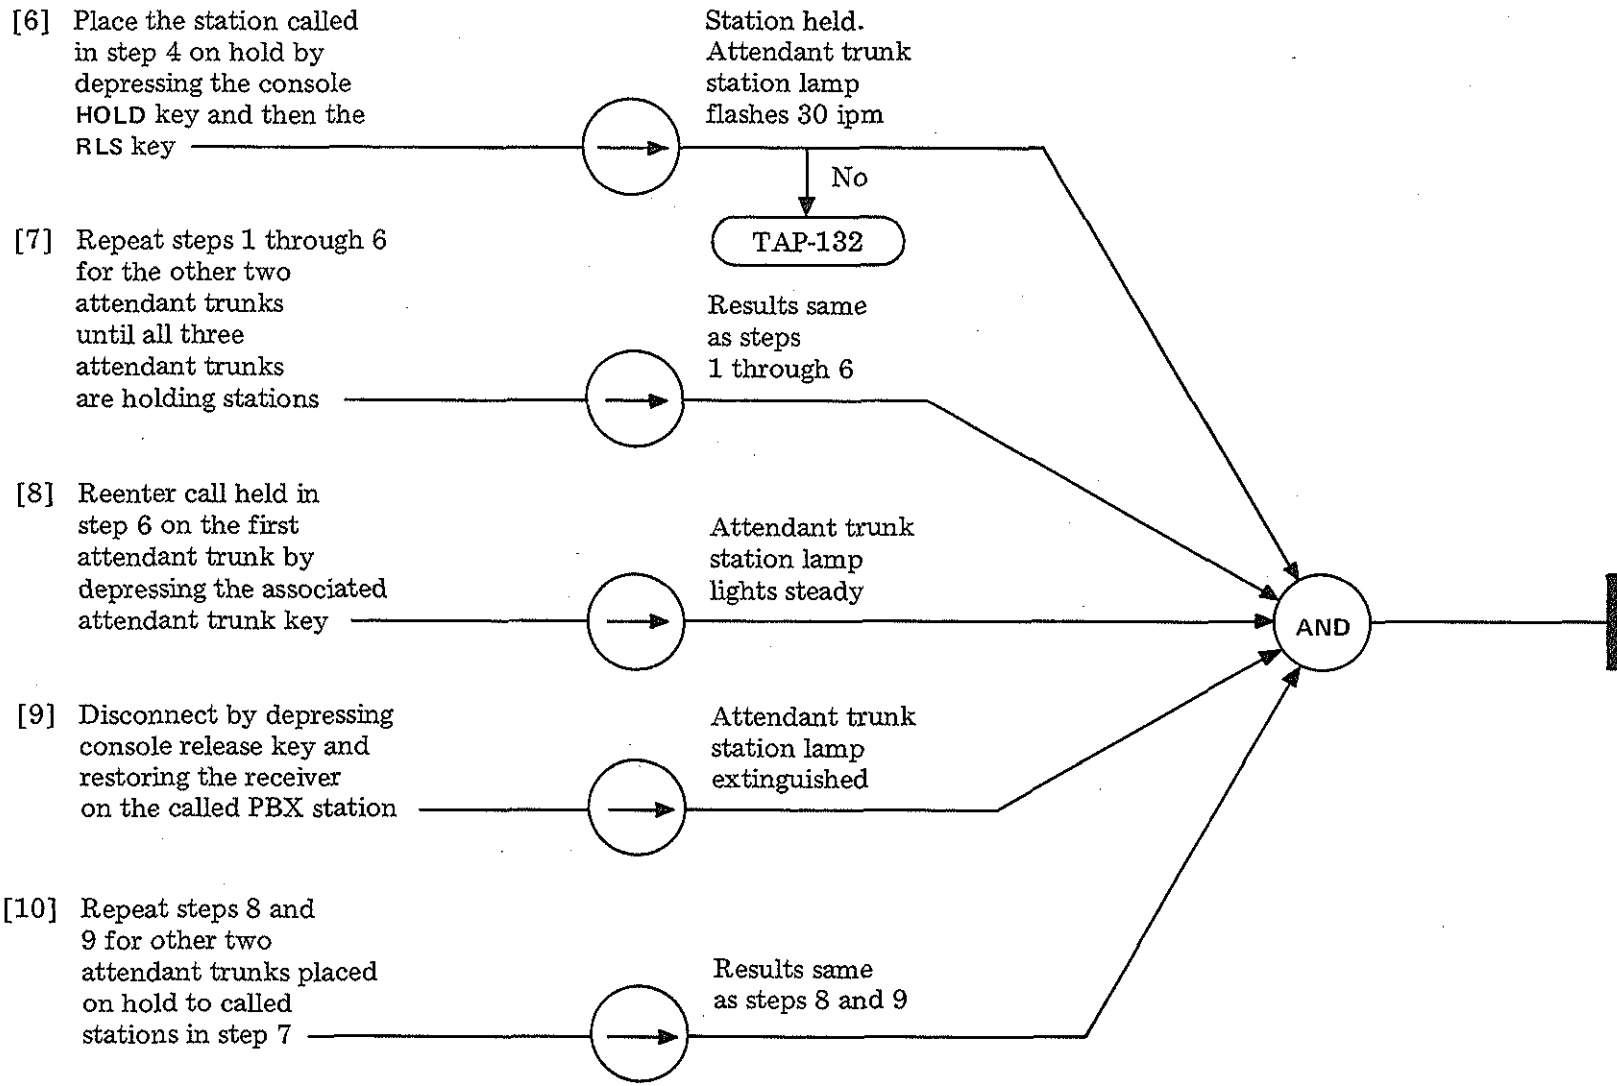 [6] Place the station called
in step 4 on hold by
depressing the console
HOLD key and then the
RLS key
Station held.
Attendant trunk
station lamp
flashes 30 ipm
No
TAP-132
[7] Repeat steps 1 through 6
for the other two
attendant trunks
until all three
attendant trunks
are holding stations
Results same
as steps
1 through 6
[8] Reenter call held in
step 6 on the first
attendant trunk by
depressing the associated
attendant trunk key
Attendant trunk
station lamp
lights steady
AND
[9] Disconnect by depressing
console release key and
restoring the receiver
on the called PBX station
Attendant trunk
station lamp
extinguished
[10] Repeat steps 8 and
9 for other two
attendant trunks placed
on hold to called
stations in step 7
Results same
as steps 8 and 9